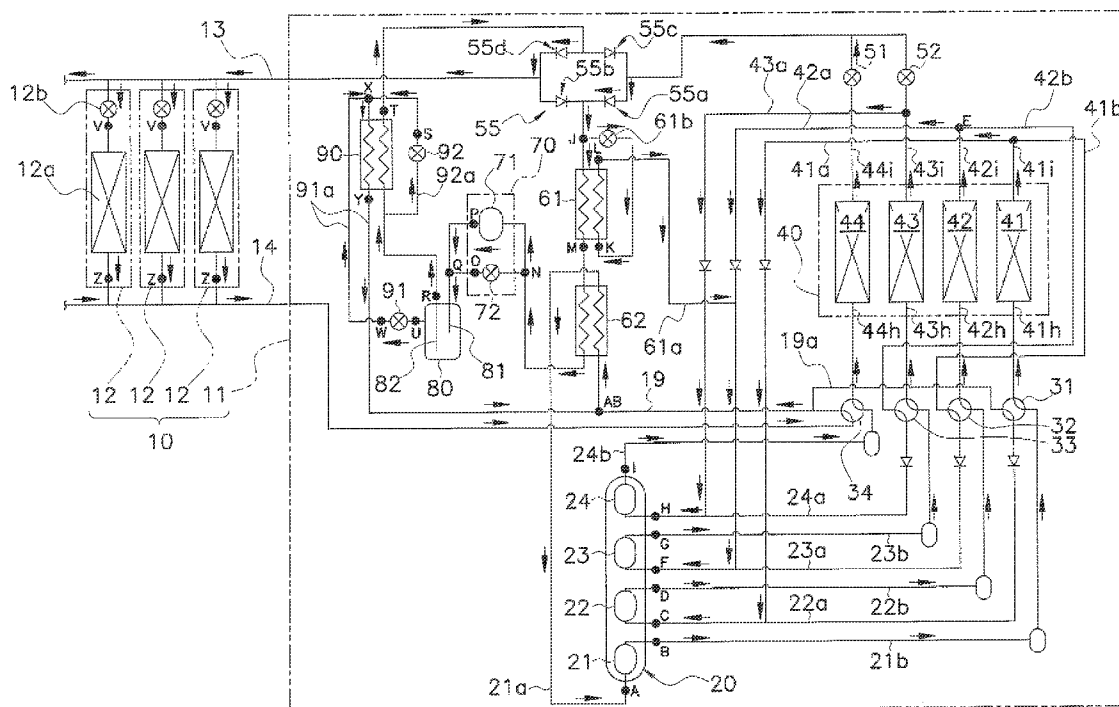 13
55d
55c
51
52
43a
42a
42b
12b
X
T
55b
41b
V
V
V
S
55
55a
J
61b
E
90
92
71
70
L
41a
44i
43i
42i
41i
12a
91a
92a
61
Y
P
40
44
43
42
41
14
M
K
Z
Z
Z
Q
O
N
R
91
72
62
44h
43h
42h
41h
W
U
61a
19a
82
81
80
AB
19
31
12
12
12
11
32
33
10
24b
34
I
24
H
24a
G
23
23b
F
23a
D
22
22b
C
22a
B
21
21b
21a
A
20